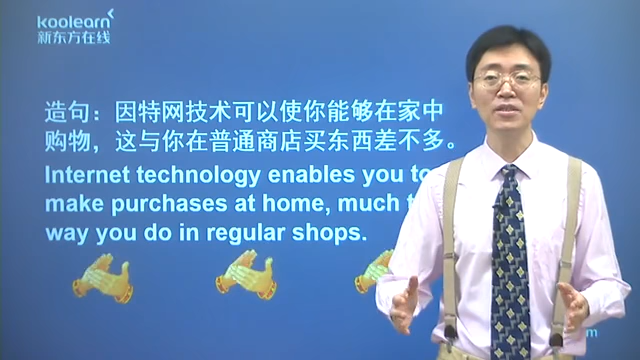 koolearn
新东方在线
造句：因特网技术可以使你能够在家中
购物，这与你在普通商店买东西差不多。
Internet technology enables you to
make purchases at home, much
way you do in regular shops.